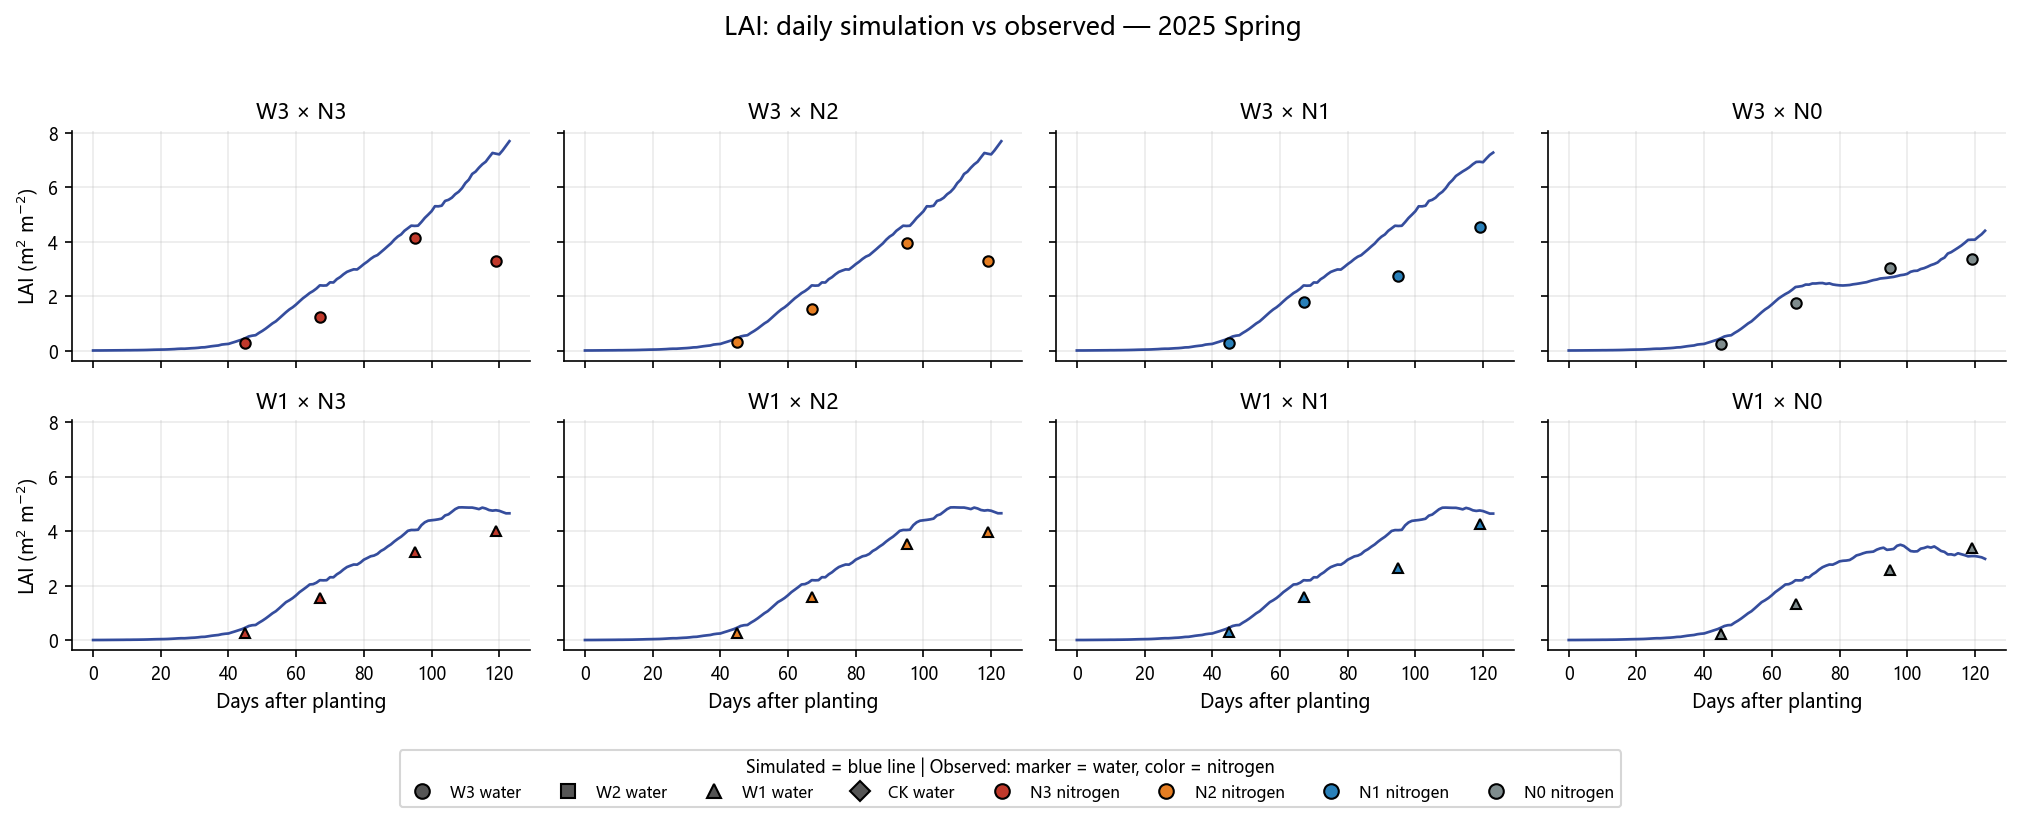 LAI: daily simulation vs observed — 2025 Spring
W3 × N3
W3 × N2
W3 × N1
W3 × N0
LAI (m² m⁻²)
8
6
4
2
0
W1 × N3
W1 × N2
W1 × N1
W1 × N0
LAI (m² m⁻²)
8
6
4
2
0
0 20 40 60 80 100 120
0 20 40 60 80 100 120
0 20 40 60 80 100 120
0 20 40 60 80 100 120
Days after planting
Days after planting
Days after planting
Days after planting
Simulated = blue line | Observed: marker = water, color = nitrogen
W3 water W2 water W1 water CK water N3 nitrogen N2 nitrogen N1 nitrogen N0 nitrogen